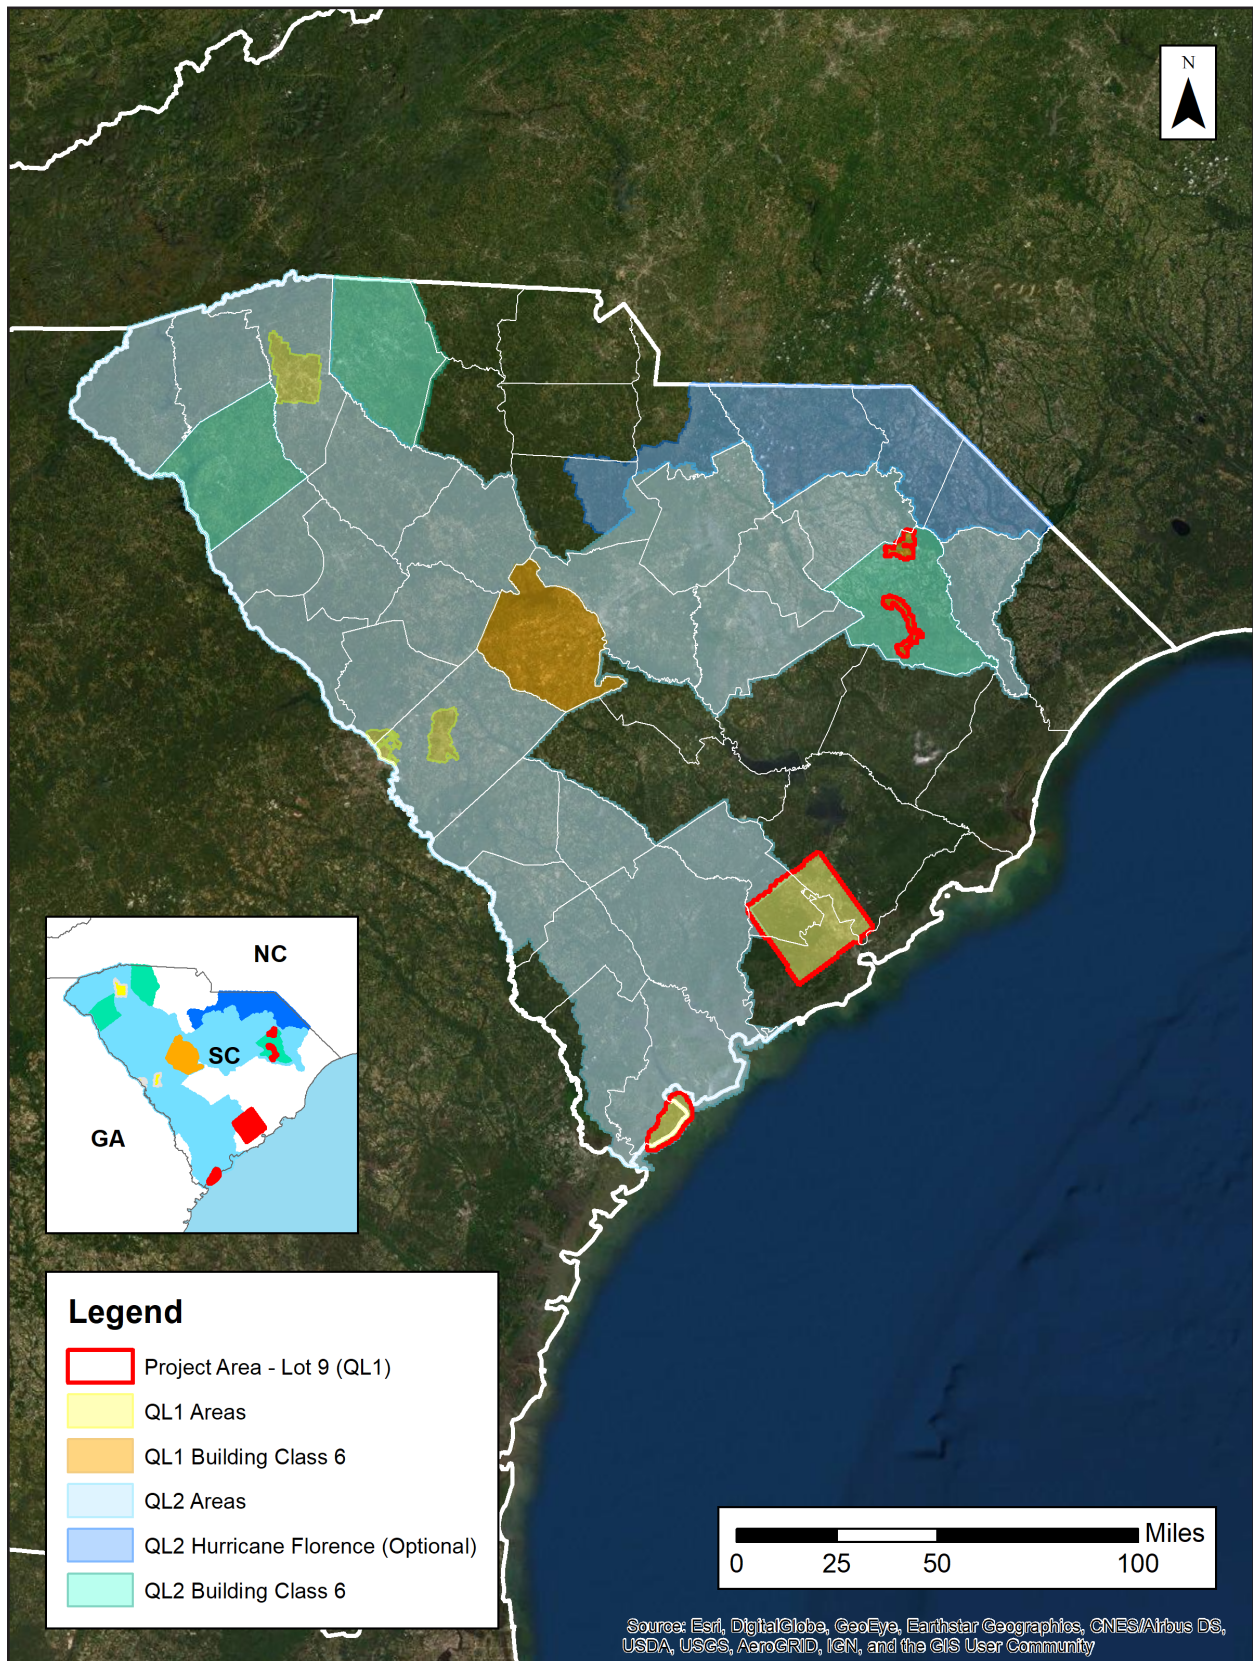 N
NC
SC
GA
Legend
Project Area - Lot 9 (QL1)
QL1 Areas
QL1 Building Class 6
QL2 Areas
QL2 Hurricane Florence (Optional)
QL2 Building Class 6
Miles
0 25 50 100
Source: Esri, DigitalGlobe, GeoEye, Earthstar Geographics, CNES/Airbus DS,
USDA, USGS, AeroGRID, IGN, and the GIS User Community